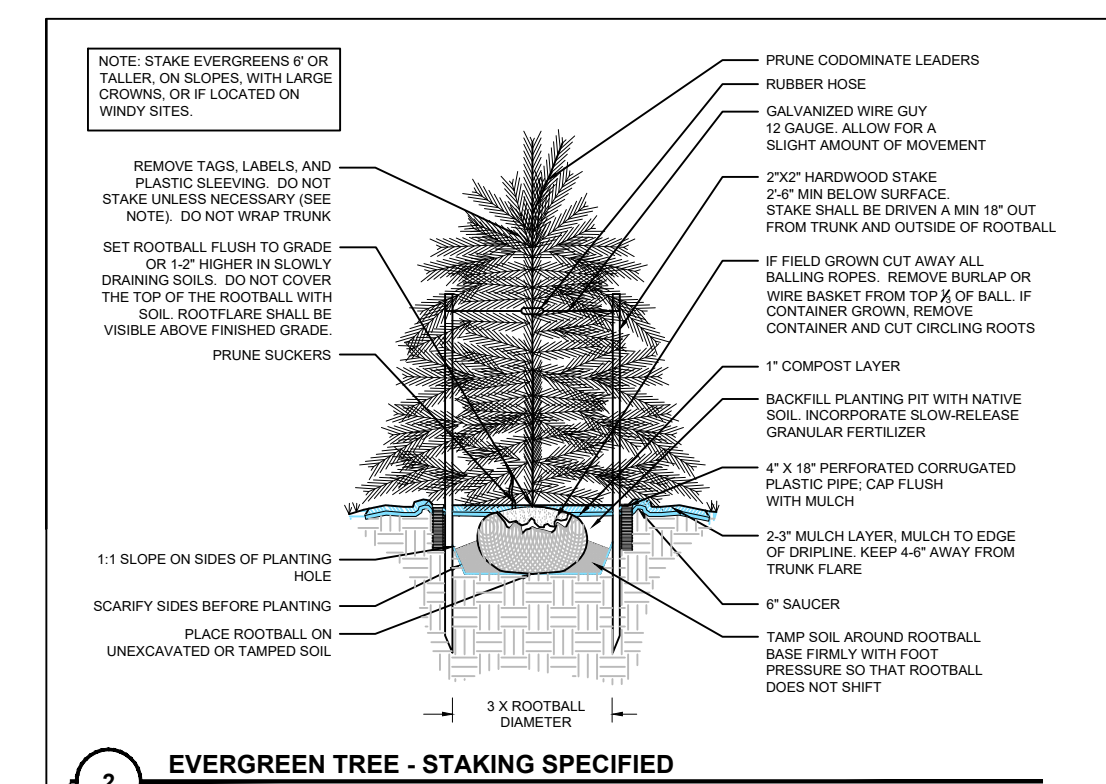 NOTE: STAKE EVERGREENS 6' OR
TALLER, ON SLOPES, WITH LARGE
CROWNS, OR IF LOCATED ON
WINDY SITES.
REMOVE TAGS, LABELS, AND
PLASTIC SLEEVING. DO NOT
STAKE UNLESS NECESSARY (SEE
NOTE). DO NOT WRAP TRUNK
SET ROOTBALL FLUSH TO GRADE
OR 1-2" HIGHER IN SLOWLY
DRAINING SOILS. DO NOT COVER
THE TOP OF THE ROOTBALL WITH
SOIL. ROOTFLARE SHALL BE
VISIBLE ABOVE FINISHED GRADE.
PRUNE SUCKERS
1:1 SLOPE ON SIDES OF PLANTING
HOLE
SCARIFY SIDES BEFORE PLANTING
PLACE ROOTBALL ON
UNEXCAVATED OR TAMPED SOIL
PRUNE CODOMINATE LEADERS
RUBBER HOSE
GALVANIZED WIRE GUY
12 GAUGE. ALLOW FOR A
SLIGHT AMOUNT OF MOVEMENT
2"X2" HARDWOOD STAKE
2'-6" MIN BELOW SURFACE.
STAKE SHALL BE DRIVEN A MIN 18" OUT
FROM TRUNK AND OUTSIDE OF ROOTBALL
IF FIELD GROWN CUT AWAY ALL
BALLING ROPES. REMOVE BURLAP OR
WIRE BASKET FROM TOP ⅓ OF BALL. IF
CONTAINER GROWN, REMOVE
CONTAINER AND CUT CIRCLING ROOTS
1" COMPOST LAYER
BACKFILL PLANTING PIT WITH NATIVE
SOIL. INCORPORATE SLOW-RELEASE
GRANULAR FERTILIZER
4" X 18" PERFORATED CORRUGATED
PLASTIC PIPE; CAP FLUSH
WITH MULCH
2-3" MULCH LAYER, MULCH TO EDGE
OF DRIPLINE. KEEP 4-6" AWAY FROM
TRUNK FLARE
6" SAUCER
TAMP SOIL AROUND ROOTBALL
BASE FIRMLY WITH FOOT
PRESSURE SO THAT ROOTBALL
DOES NOT SHIFT
3 X ROOTBALL
DIAMETER
2
EVERGREEN TREE - STAKING SPECIFIED